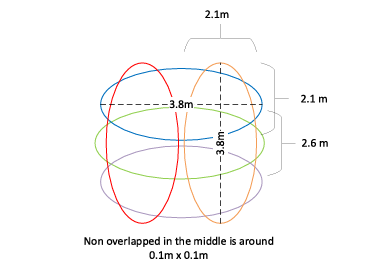 2.1m
3.8m
2.1 m
3.8m
2.6 m
Non overlapped in the middle is around
0.1m x 0.1m